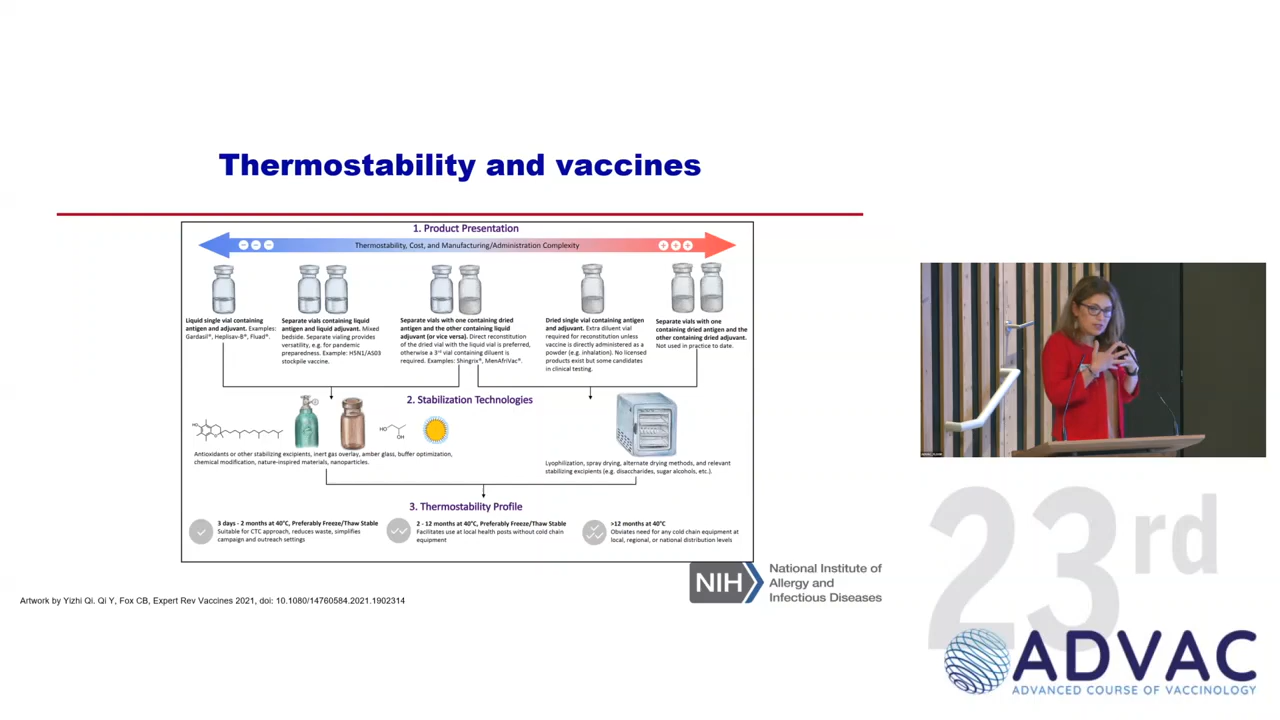 Thermostability and vaccines
1. Product Presentation
Thermostability, Cost, and Manufacturing/Administration Complexity
Liquid single vial containing
antigen and adjuvant. Examples:
Gardasil®, Heplisav-B®, Fluad®.
Separate vials containing liquid
antigen and liquid adjuvant. Mixed
bedside. Separate vialing provides
versatility, e.g. for pandemic
preparedness. Example: H5N1/AS03
stockpile vaccine.
Separate vials with one containing dried
antigen and the other containing liquid
adjuvant (or vice versa). Direct reconstitution
of the dried vial with the liquid vial is preferred,
otherwise a 3rd vial containing diluent is
required. Examples: Shingrix®, MenAfriVac®.
Dried single vial containing antigen
and adjuvant. Extra diluent vial
required for reconstitution unless
vaccine is directly administered as a
powder (e.g. inhalation). No licensed
products exist but some candidates
in clinical testing.
Separate vials with one
containing dried antigen and the
other containing dried adjuvant.
Not used in practice to date.
2. Stabilization Technologies
HO
HO
OH
Antioxidants or other stabilizing excipients, inert gas overlay, amber glass, buffer optimization,
chemical modification, nature-inspired materials, nanoparticles.
Lyophilization, spray drying, alternate drying methods, and relevant
stabilizing excipients (e.g. disaccharides, sugar alcohols, etc.).
3. Thermostability Profile
3 days - 2 months at 40°C, Preferably Freeze/Thaw Stable
Suitable for CTC approach, reduces waste, simplifies
campaign and outreach settings
2 - 12 months at 40°C, Preferably Freeze/Thaw Stable
Facilitates use at local health posts without cold chain
equipment
>12 months at 40°C
Obviates need for any cold chain equipment at
local, regional, or national distribution levels
NIH
National Institute of
Allergy and
Infectious Diseases
Artwork by Yizhi Qi. Qi Y, Fox CB, Expert Rev Vaccines 2021, doi: 10.1080/14760584.2021.1902314
23rd
ADVAC
ADVANCED COURSE OF VACCINOLOGY